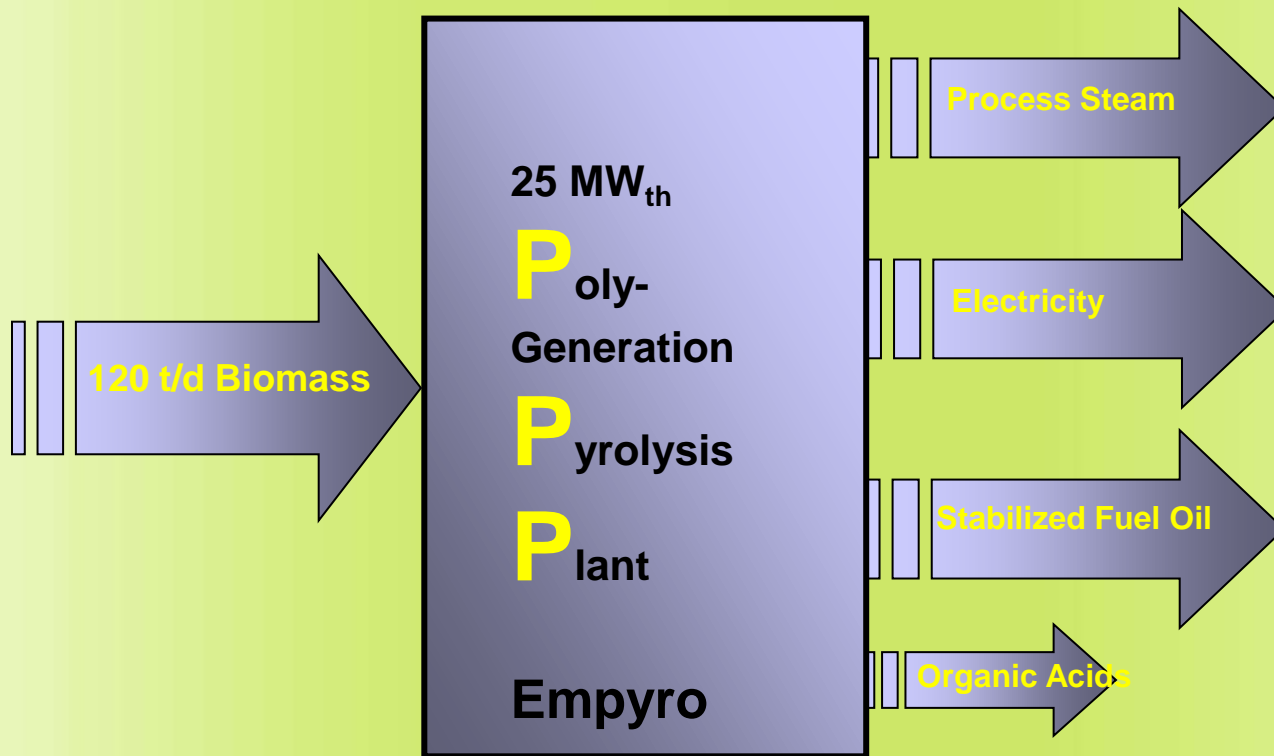 120 t/d Biomass
25 MWth
Poly-
Generation
Pyrolysis
Plant
Empyro
Process Steam
Electricity
Stabilized Fuel Oil
Organic Acids